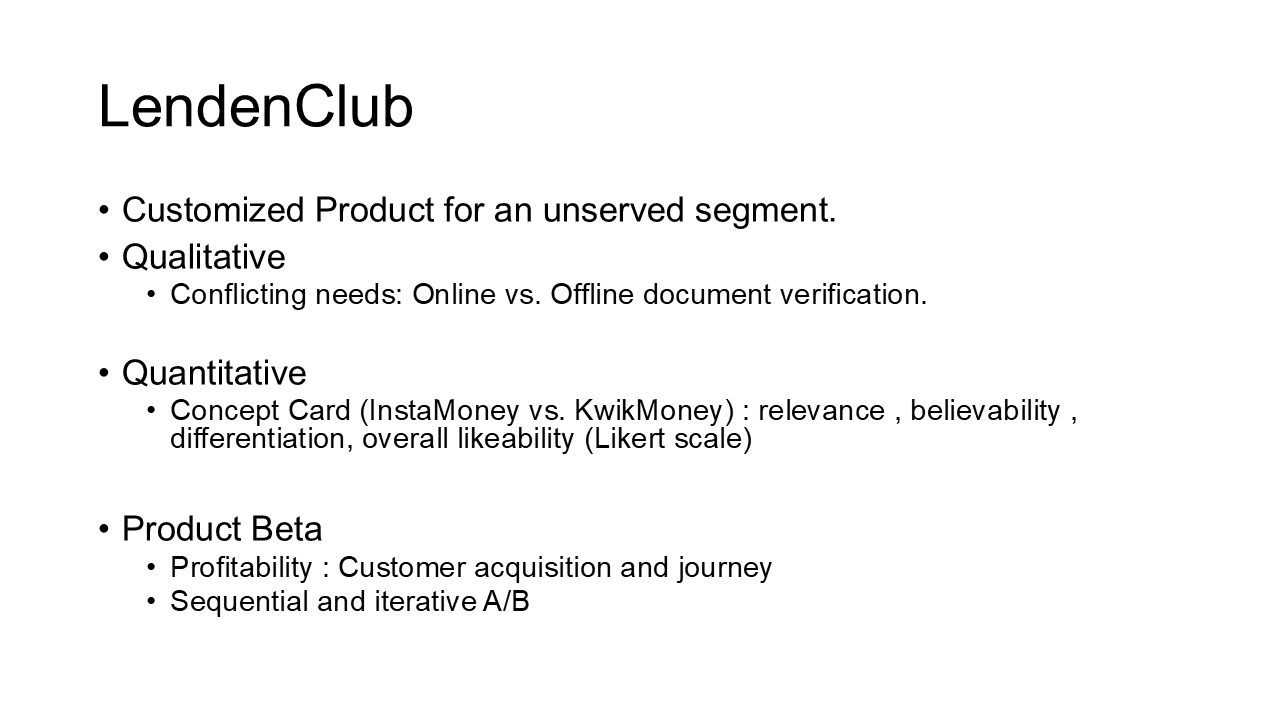 LendenClub
• Customized Product for an unserved segment.
• Qualitative
• Conflicting needs: Online vs. Offline document verification.
• Quantitative
• Concept Card (InstaMoney vs. KwikMoney) : relevance , believability ,
differentiation, overall likeability (Likert scale)
• Product Beta
• Profitability : Customer acquisition and journey
• Sequential and iterative A/B